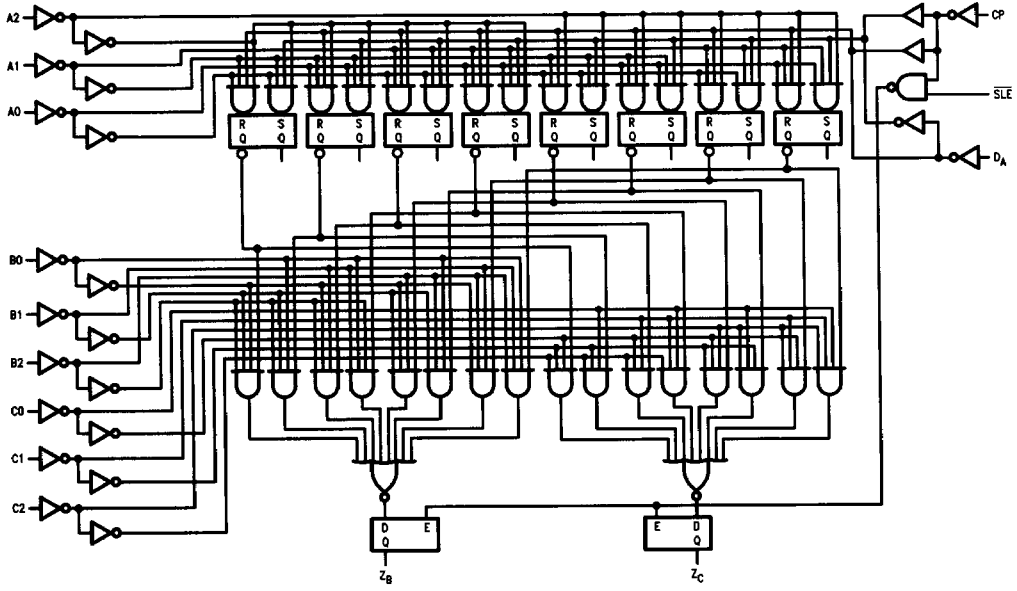 A2
CP
A1
SLE
A0
R S R S R S R S R S R S R S R S
Q Q Q Q Q Q Q Q Q Q Q Q Q Q Q Q
DA
B0
B1
B2
C0
C1
C2
D E E D
Q Q
ZB ZC